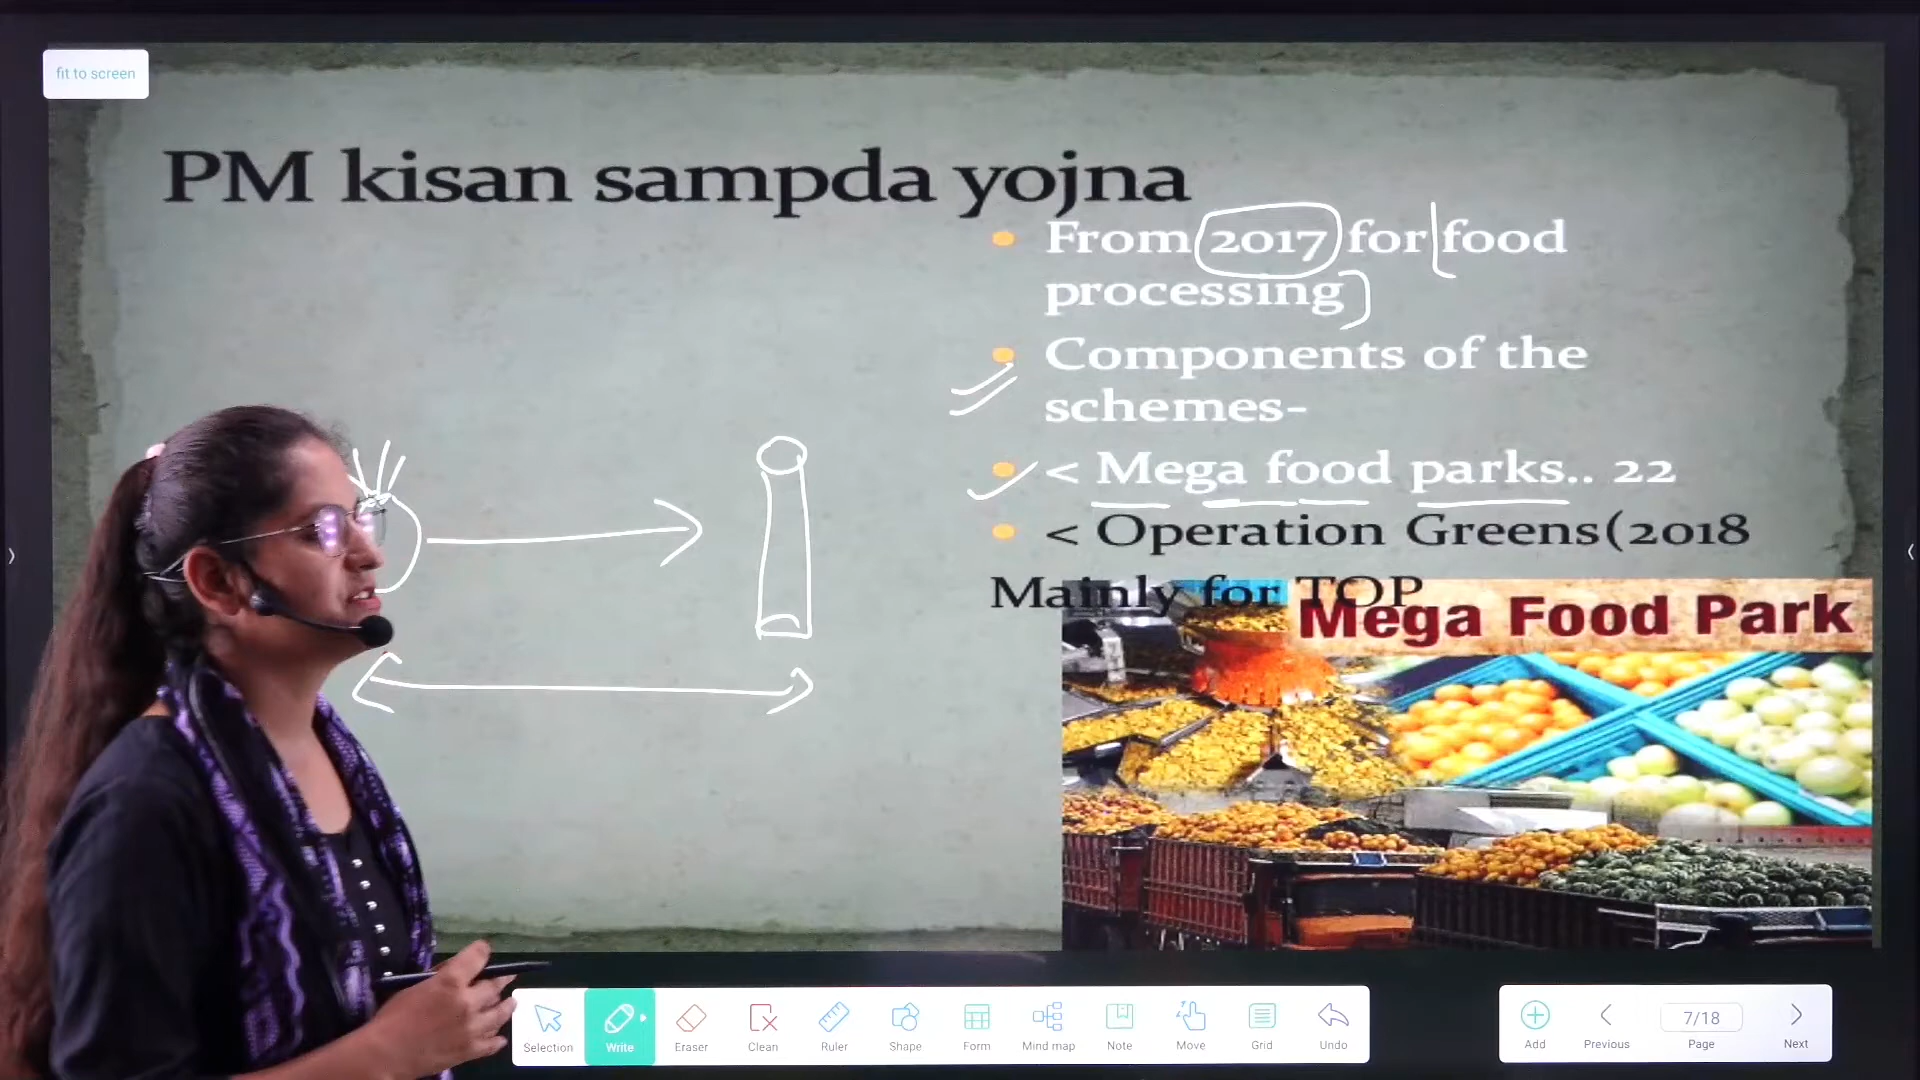 fit to screen
PM kisan sampda yojna
From 2017 for food
processing
Components of the
schemes-
< Mega food parks.. 22
< Operation Greens(2018
Mainly for TOP
Mega Food Park
Selection
Write
Eraser
Clean
Ruler
Shape
Form
Mind map
Note
Move
Grid
Undo
Add
Previous
7/18
Page
Next